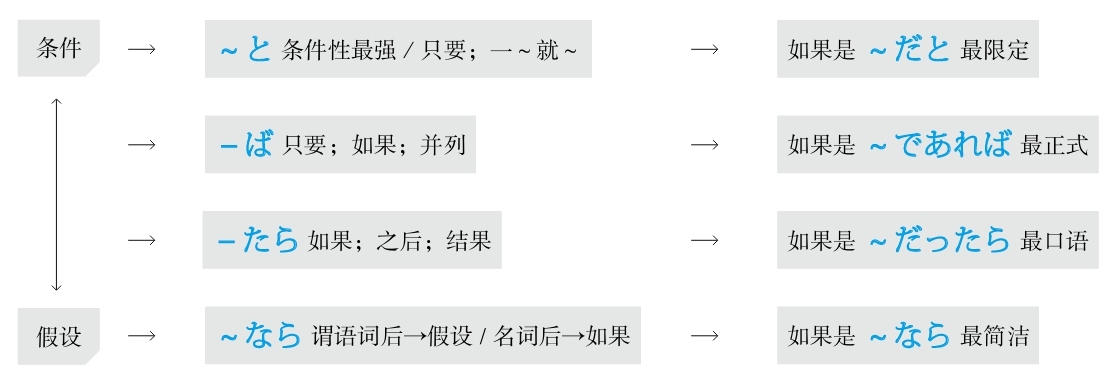 条件 → ～と 条件性最强 / 只要；一～就～ → 如果是 ～だと 最限定
→ －ば 只要；如果；并列 → 如果是 ～であれば 最正式
→ －たら 如果；之后；结果 → 如果是 ～だったら 最口语
假设 → ～なら 谓语词后→假设 / 名词后→如果 → 如果是 ～なら 最简洁